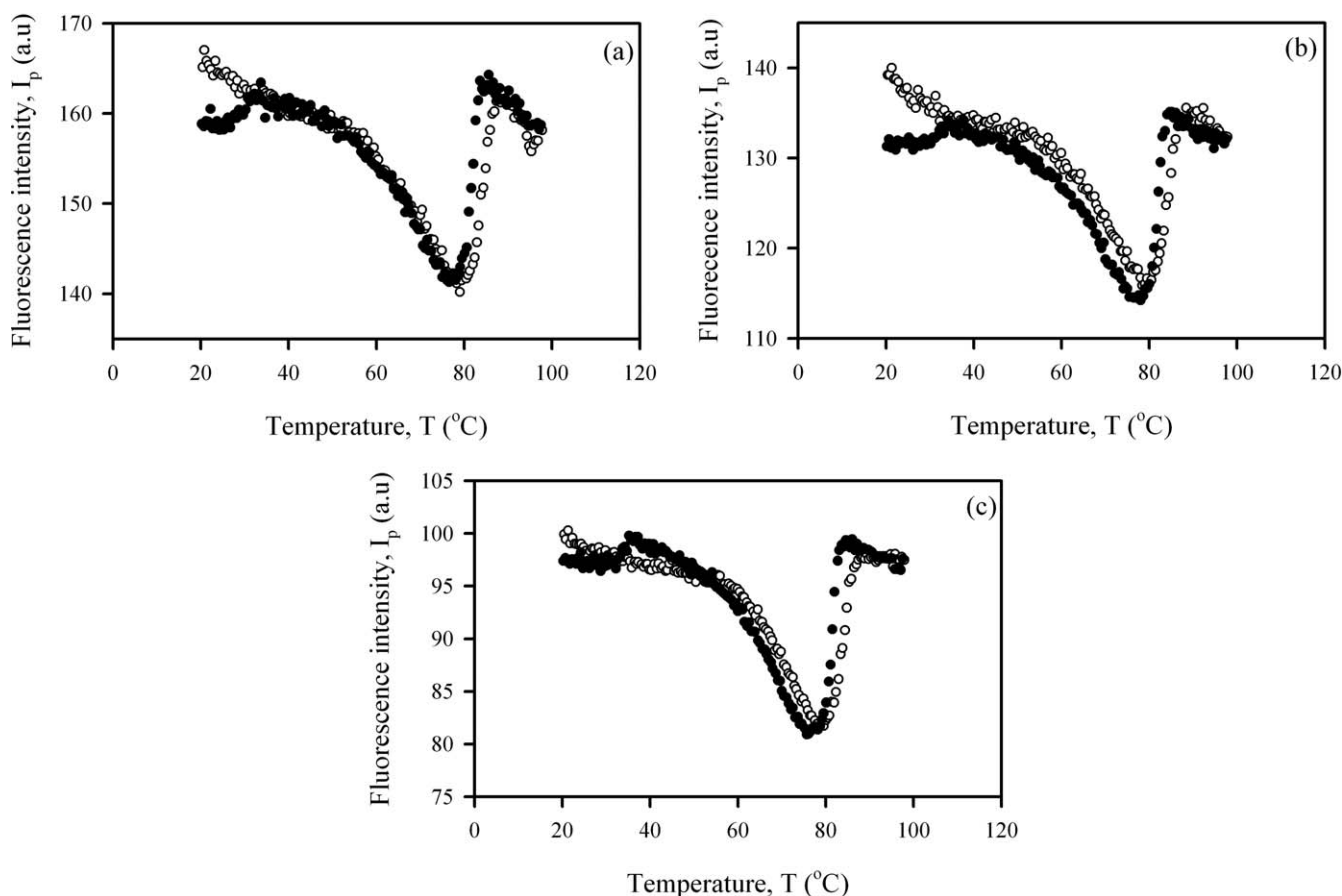 Fluorescence intensity, I_p (a.u)
170
160
150
140
(a)
0 20 40 60 80 100 120
Temperature, T (°C)
Fluorecence intensity, I_p (a.u)
140
130
120
110
(b)
0 20 40 60 80 100 120
Temperature, T (°C)
Fluorescence intensity, I_p (a.u)
105
100
95
90
85
80
75
(c)
0 20 40 60 80 100 120
Temperature, T (°C)